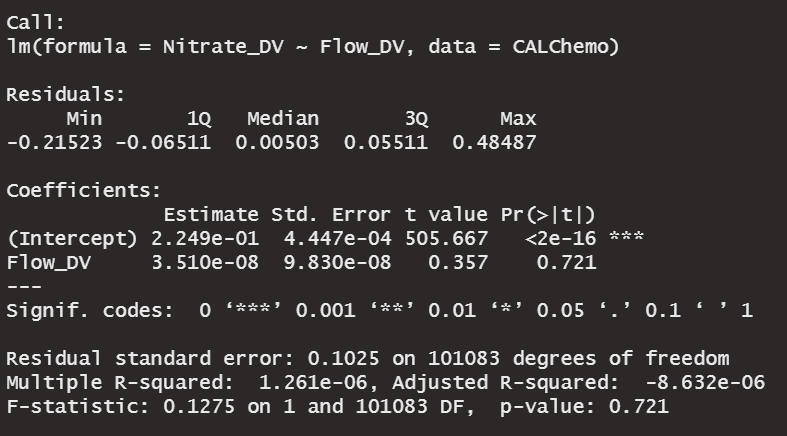 Call:
lm(formula = Nitrate_DV ~ Flow_DV, data = CALChemo)
Residuals:
Min 1Q Median 3Q Max
-0.21523 -0.06511 0.00503 0.05511 0.48487
Coefficients:
Estimate Std. Error t value Pr(>|t|)
(Intercept) 2.249e-01 4.447e-04 505.667 <2e-16 ***
Flow_DV 3.510e-08 9.830e-08 0.357 0.721
---
Signif. codes: 0 ‘***’ 0.001 ‘**’ 0.01 ‘*’ 0.05 ‘.’ 0.1 ‘ ’ 1
Residual standard error: 0.1025 on 101083 degrees of freedom
Multiple R-squared: 1.261e-06, Adjusted R-squared: -8.632e-06
F-statistic: 0.1275 on 1 and 101083 DF, p-value: 0.721